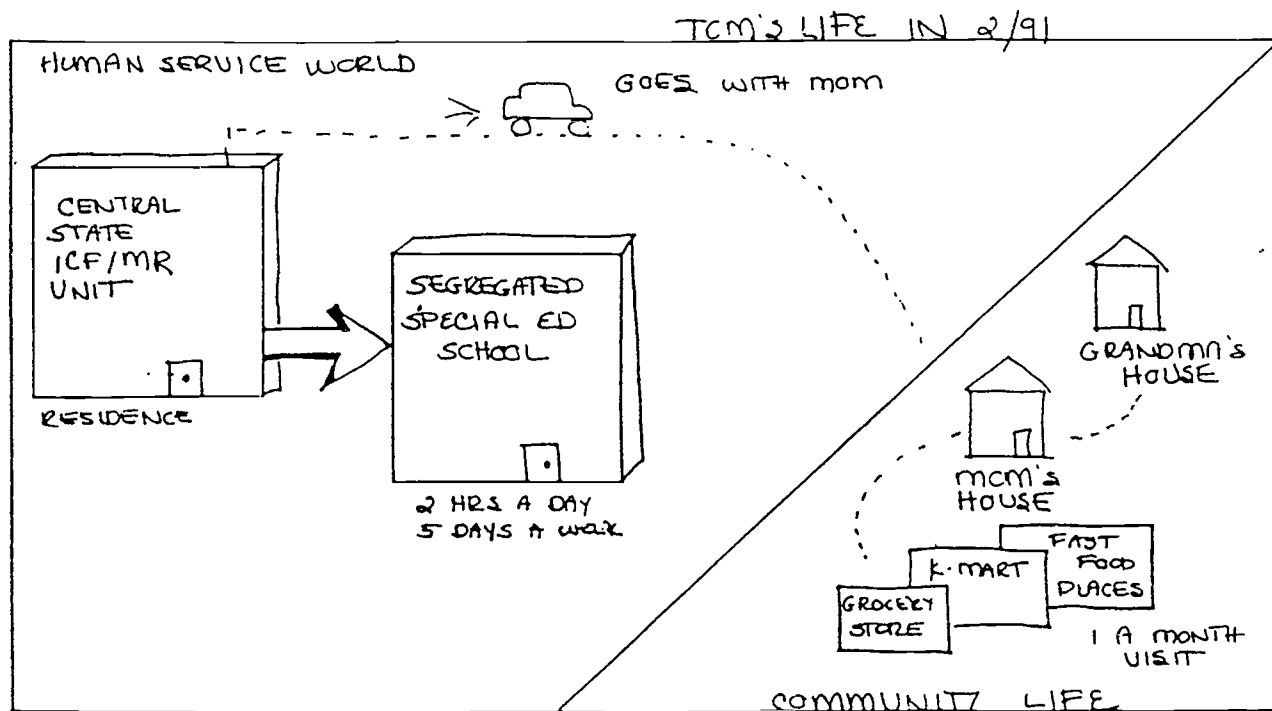 TCM's LIFE IN 2/91
HUMAN SERVICE WORLD
GOES WITH MOM
CENTRAL
STATE
ICF/MR
UNIT
RESIDENCE
SEGREGATED
SPECIAL ED
SCHOOL
2 HRS A DAY
5 DAYS A WEEK
GRANDMA'S
HOUSE
MCM'S
HOUSE
FAST
FOOD
PLACES
K-MART
GROCERY
STORE
1 A MONTH
VISIT
COMMUNITY LIFE